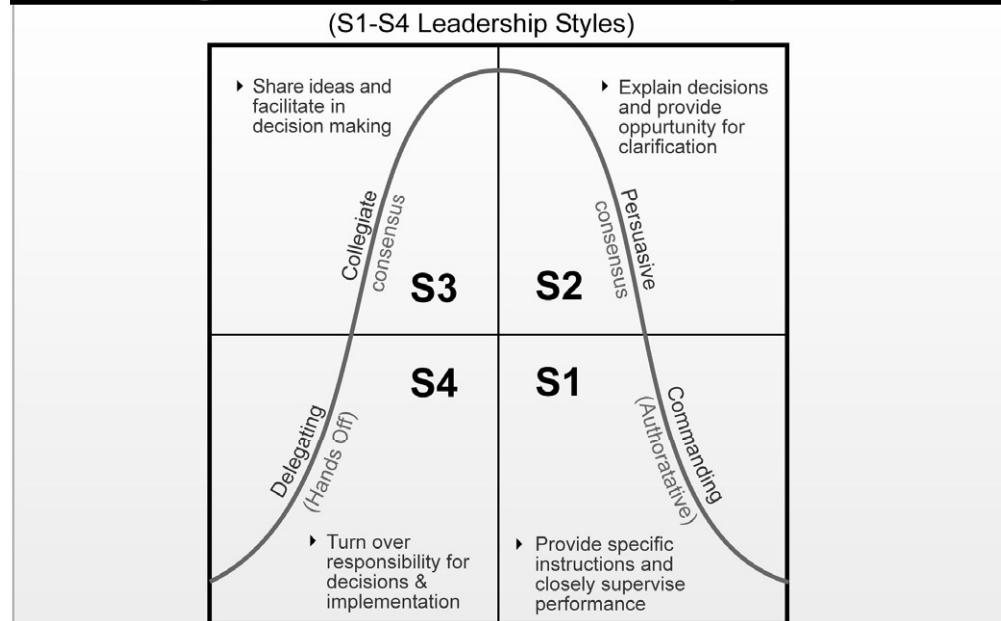 (S1-S4 Leadership Styles)
Share ideas and
facilitate in
decision making
Explain decisions
and provide
oppurtunity for
clarification
Collegiate
consensus
Persuasive
consensus
S3
S2
S4
S1
Delegating
(Hands Off)
Commanding
(Authoratative)
Turn over
responsibility for
decisions &
implementation
Provide specific
instructions and
closely supervise
performance